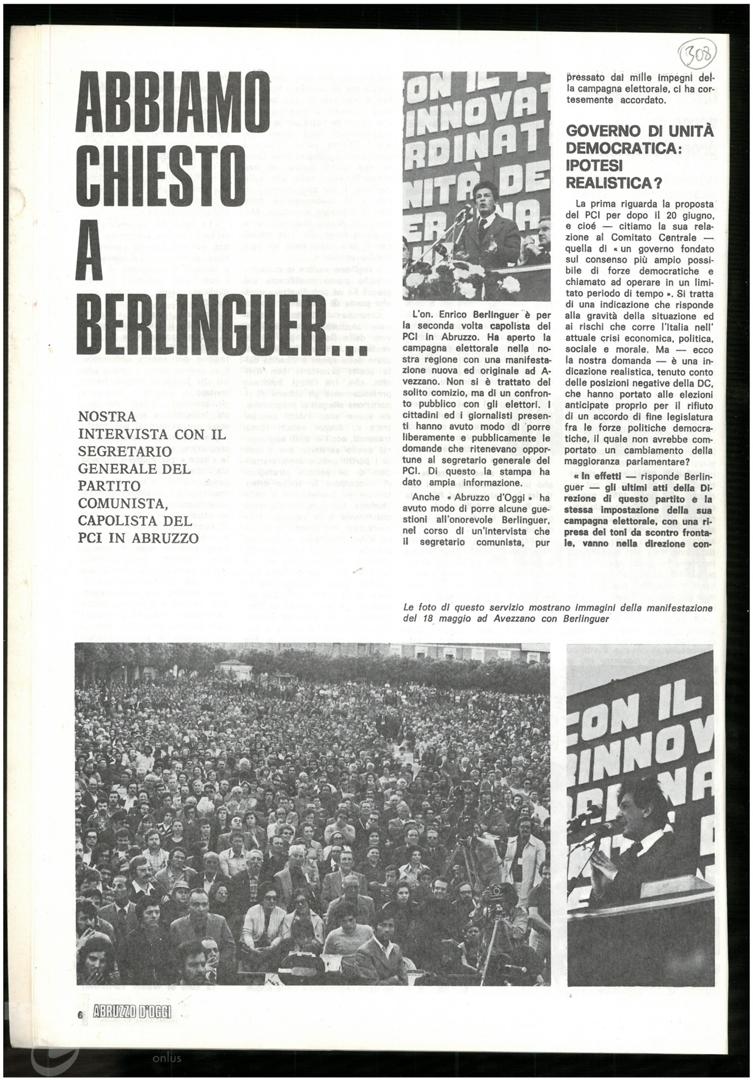 308
ABBIAMO
CHIESTO
A
BERLINGUER...
NOSTRA
INTERVISTA CON IL
SEGRETARIO
GENERALE DEL
PARTITO
COMUNISTA,
CAPOLISTA DEL
PCI IN ABRUZZO
CON IL P
INNOVAT
RDINAT
NITÀ DE
ER
NA
L'on. Enrico Berlinguer è per
la seconda volta capolista del
PCI in Abruzzo. Ha aperto la
campagna elettorale nella no-
stra regione con una manifesta-
zione nuova ed originale ad A-
vezzano. Non si è trattato del
solito comizio, ma di un confron-
to pubblico con gli elettori. I
cittadini ed i giornalisti presen-
ti hanno avuto modo di porre
liberamente e pubblicamente le
domande che ritenevano oppor-
tune al segretario generale del
PCI. Di questo la stampa ha
dato ampia informazione.
Anche « Abruzzo d'Oggi » ha
avuto modo di porre alcune que-
stioni all'onorevole Berlinguer,
nel corso di un'intervista che
il segretario comunista, pur
pressato dai mille impegni del-
la campagna elettorale, ci ha cor-
tesemente accordato.
GOVERNO DI UNITÀ
DEMOCRATICA:
IPOTESI
REALISTICA?
La prima riguarda la proposta
del PCI per dopo il 20 giugno,
e cioé — citiamo la sua rela-
zione al Comitato Centrale —
quella di « un governo fondato
sul consenso più ampio possi-
bile di forze democratiche e
chiamato ad operare in un limi-
tato periodo di tempo ». Si tratta
di una indicazione che risponde
alla gravità della situazione ed
ai rischi che corre l'Italia nell'
attuale crisi economica, politica,
sociale e morale. Ma — ecco
la nostra domanda — è una in-
dicazione realistica, tenuto conto
delle posizioni negative della DC,
che hanno portato alle elezioni
anticipate proprio per il rifiuto
di un accordo di fine legislatura
fra le forze politiche democra-
tiche, il quale non avrebbe com-
portato un cambiamento della
maggioranza parlamentare?
« In effetti — risponde Berlin-
guer — gli ultimi atti della Di-
rezione di questo partito e la
stessa impostazione della sua
campagna elettorale, con una ri-
presa dei toni da scontro fronta-
le, vanno nella direzione con-
Le foto di questo servizio mostrano immagini della manifestazione
del 18 maggio ad Avezzano con Berlinguer
CON IL
RINNOV
NA
6 ABRUZZO D'OGGI
onlus